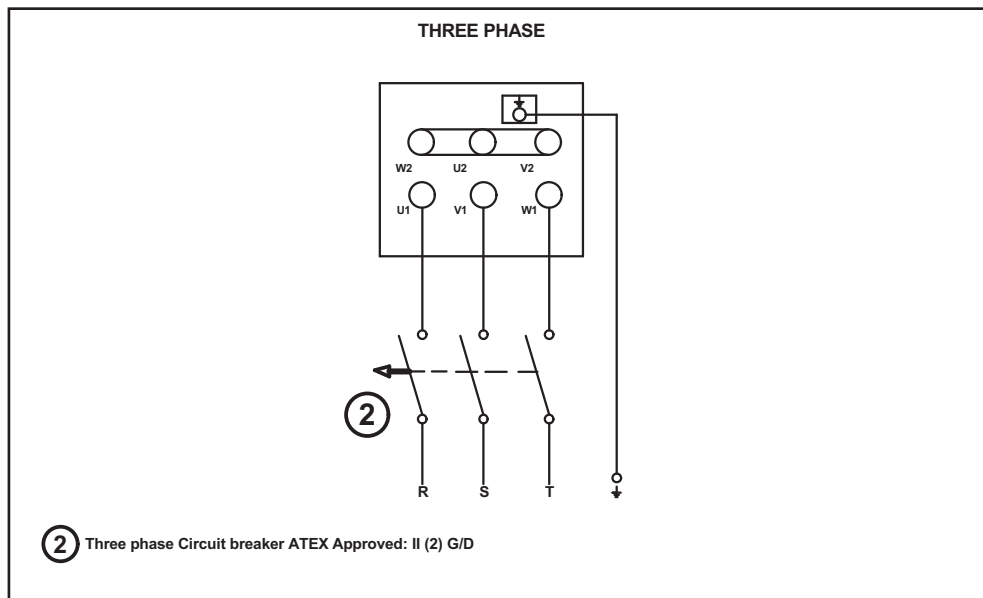 THREE PHASE
W2 U2 V2
U1 V1 W1
2
R S T
2 Three phase Circuit breaker ATEX Approved: II (2) G/D